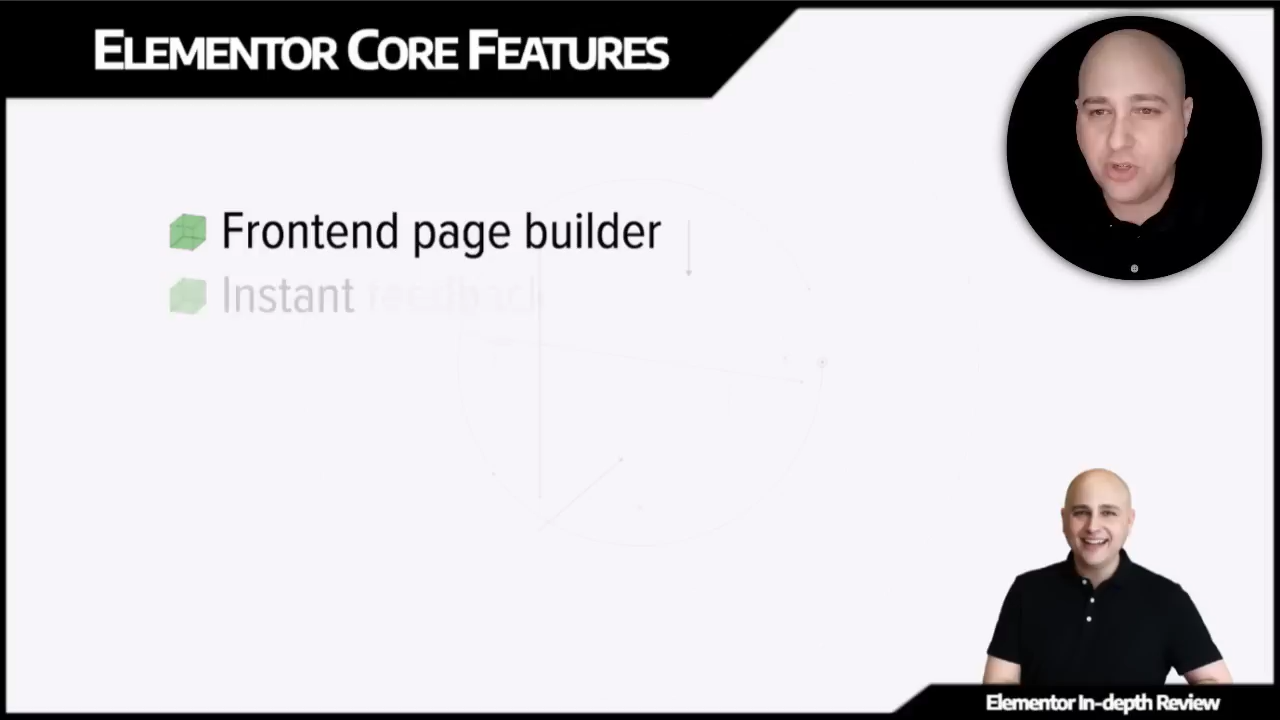 ELEMENTOR CORE FEATURES
Frontend page builder
Instant
Elementor In-depth Review